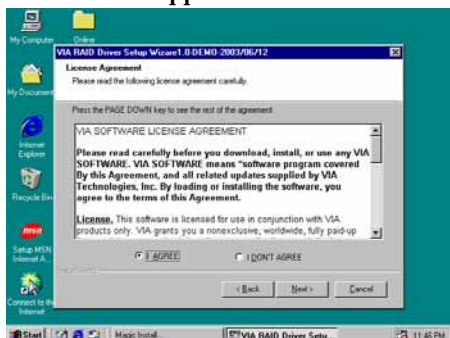 My Computer
Online
VIA RAID Driver Setup Wizare1.0-DEMO-2003/06/12
License Agreement
Please read the following license agreement carefully.
My Document
Press the PAGE DOWN key to see the rest of the agreement
VIA SOFTWARE LICENSE AGREEMENT
Please read carefully before you download, install, or use any VIA
SOFTWARE. VIA SOFTWARE means "software program covered
By this Agreement, and all related updates supplied by VIA
Technologies, Inc. By loading or installing the software, you
agree to the terms of this Agreement.
License. This software is licensed for use in conjunction with VIA
products only. VIA grants you a nonexclusive, worldwide, fully paid-up
Internet
Explorer
Recycle Bin
msn
Setup MSN
Internet A...
I AGREE
I DON'T AGREE
< Back
Next >
Cancel
Connect to the
Internet
Start
Magic Install
VIA RAID Driver Setu...
11:46 PM